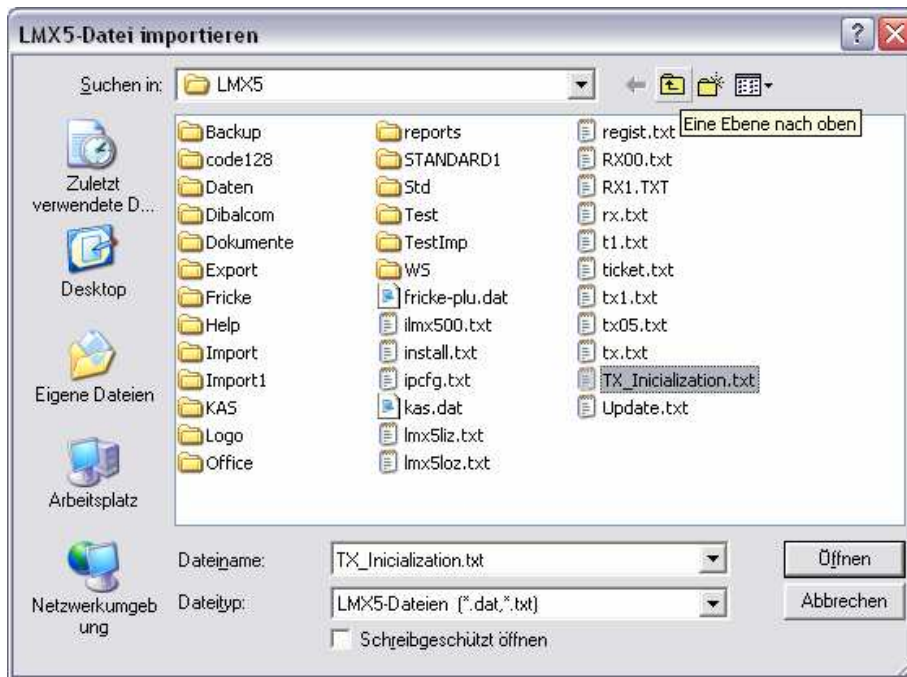 LMX5-Datei importieren
Suchen in:
LMX5
Eine Ebene nach oben
Zuletzt
verwendete D...
Desktop
Eigene Dateien
Arbeitsplatz
Netzwerkumgeb
ung
Backup
code128
Daten
Dibalcom
Dokumente
Export
Fricke
Help
Import
Import1
KAS
Logo
Office
reports
STANDARD1
Std
Test
TestImp
WS
fricke-plu.dat
ilmx500.txt
install.txt
ipcfg.txt
kas.dat
lmx5liz.txt
lmx5loz.txt
regist.txt
RX00.txt
RX1.TXT
rx.txt
t1.txt
ticket.txt
tx1.txt
tx05.txt
tx.txt
TX_Inicialization.txt
Update.txt
Dateiname:
TX_Inicialization.txt
Öffnen
Dateityp:
LMX5-Dateien (*.dat,*.txt)
Abbrechen
Schreibgeschützt öffnen